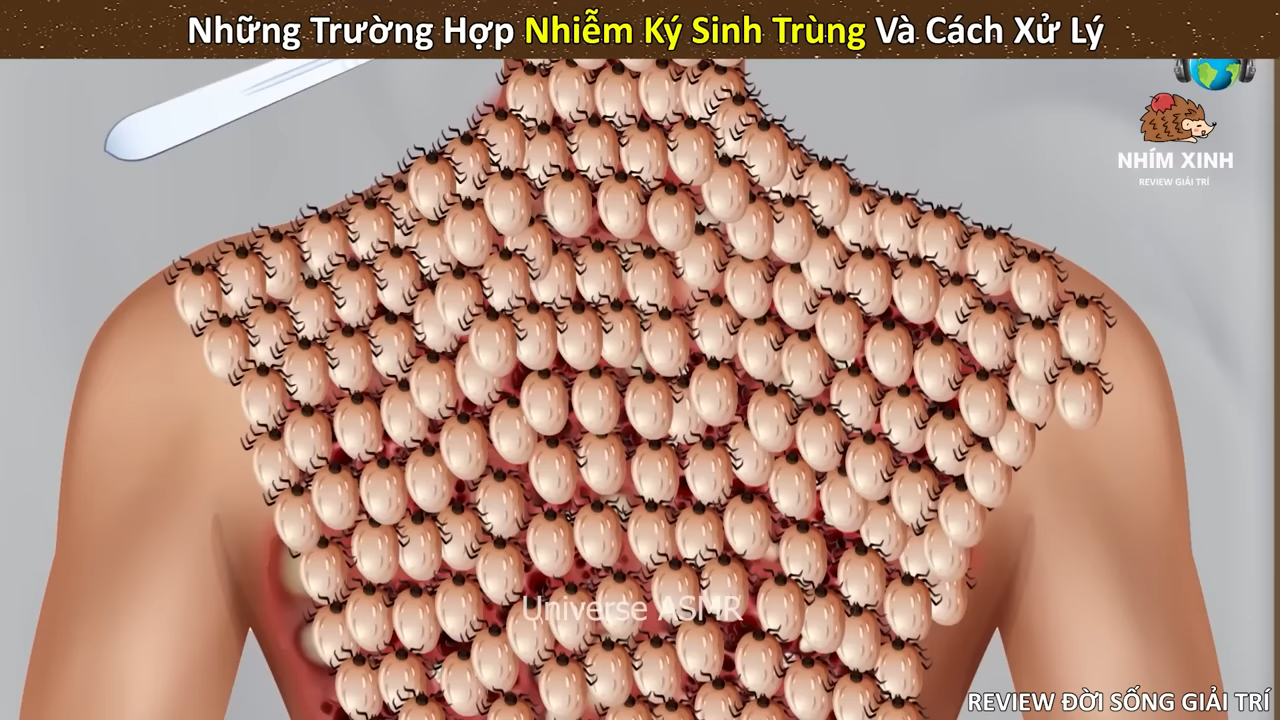 Những Trường Hợp Nhiễm Ký Sinh Trùng Và Cách Xử Lý
NHÍM XINH
REVIEW GIẢI TRÍ
Universe ASMR
REVIEW ĐỜI SỐNG GIẢI TRÍ